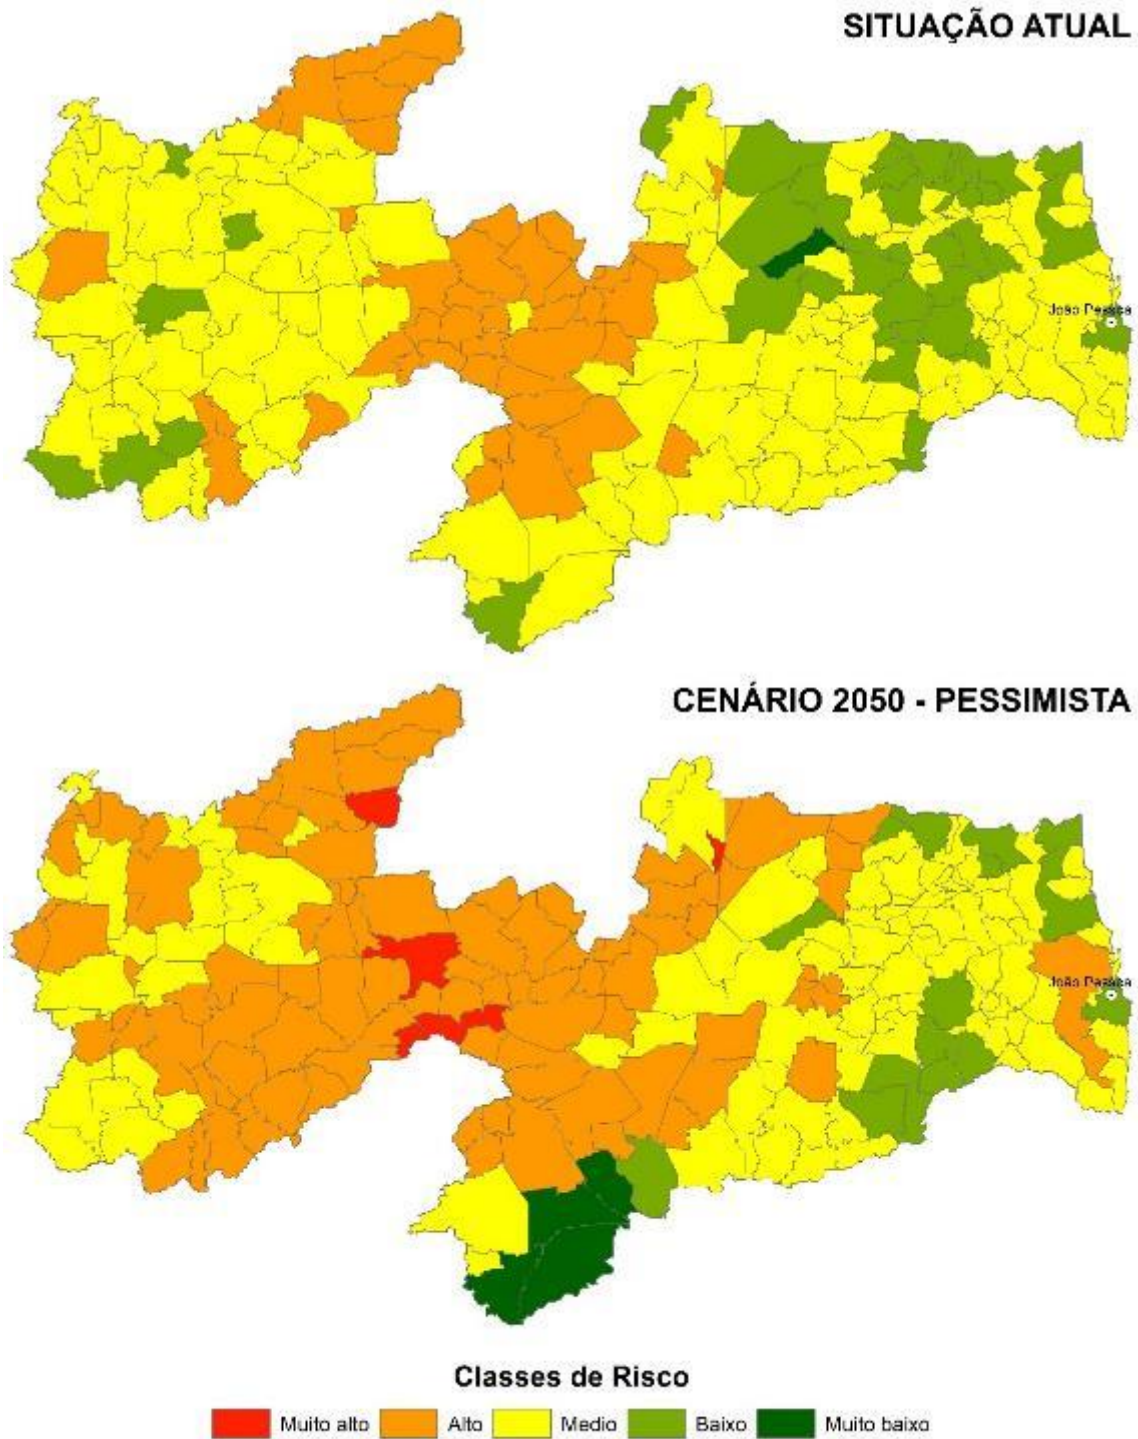 SITUAÇÃO ATUAL
João Pessoa
CENÁRIO 2050 - PESSIMISTA
João Pessoa
Classes de Risco
Muito alto
Alto
Medio
Baixo
Muito baixo